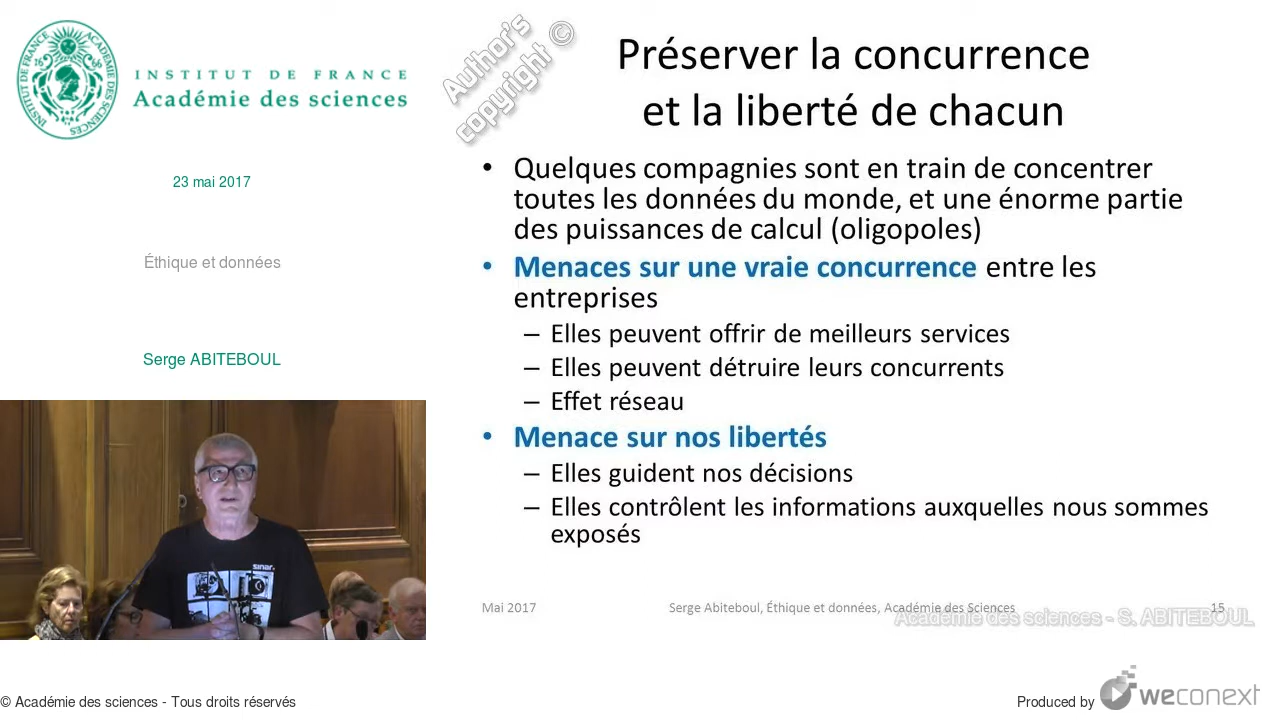 INSTITUT DE FRANCE
Académie des sciences
23 mai 2017
Éthique et données
Serge ABITEBOUL
sinar
Author's
copyright ©
Préserver la concurrence
et la liberté de chacun
• Quelques compagnies sont en train de concentrer
toutes les données du monde, et une énorme partie
des puissances de calcul (oligopoles)
• Menaces sur une vraie concurrence entre les
entreprises
– Elles peuvent offrir de meilleurs services
– Elles peuvent détruire leurs concurrents
– Effet réseau
• Menace sur nos libertés
– Elles guident nos décisions
– Elles contrôlent les informations auxquelles nous sommes
exposés
Mai 2017 Serge Abiteboul, Éthique et données, Académie des Sciences 15
Académie des sciences - S. ABITEBOUL
© Académie des sciences - Tous droits réservés
Produced by weconext